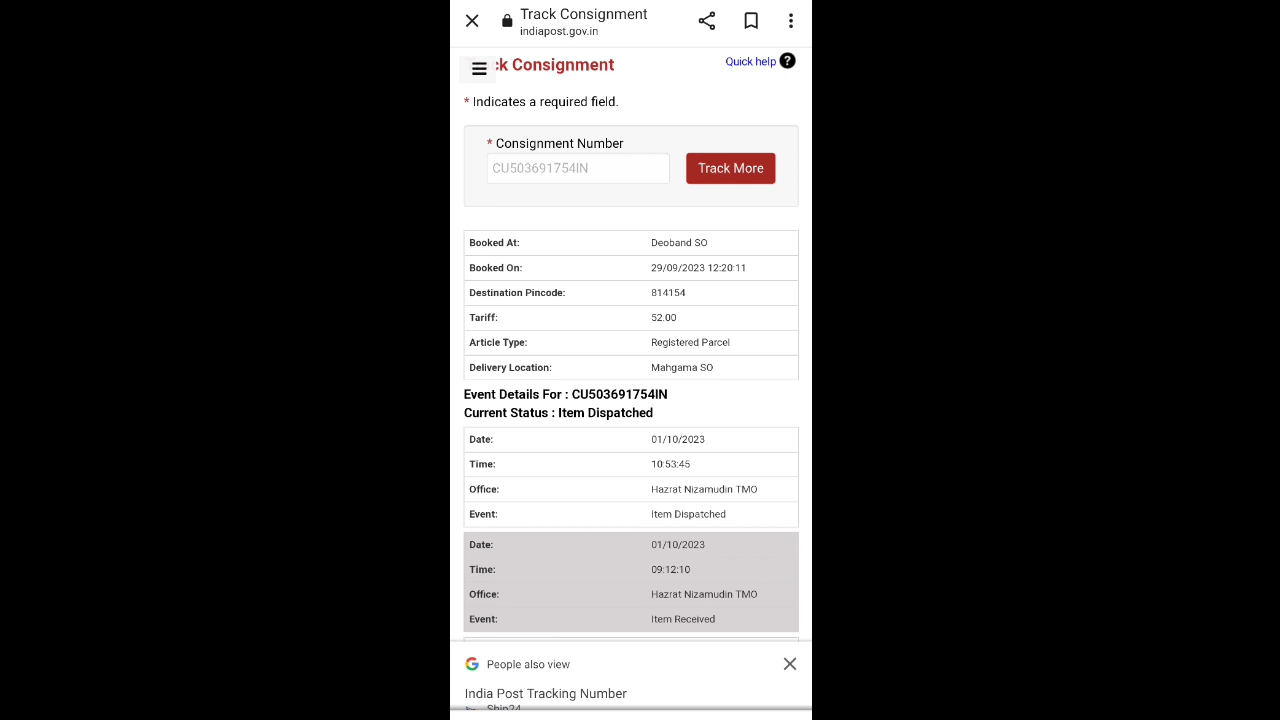 Track Consignment
indiapost.gov.in
ck Consignment
Quick help ?
* Indicates a required field.
* Consignment Number
CU503691754IN
Track More
Booked At: Deoband SO
Booked On: 29/09/2023 12:20:11
Destination Pincode: 814154
Tariff: 52.00
Article Type: Registered Parcel
Delivery Location: Mahgama SO
Event Details For : CU503691754IN
Current Status : Item Dispatched
Date: 01/10/2023
Time: 10:53:45
Office: Hazrat Nizamudin TMO
Event: Item Dispatched
Date: 01/10/2023
Time: 09:12:10
Office: Hazrat Nizamudin TMO
Event: Item Received
G People also view
India Post Tracking Number
Ship24